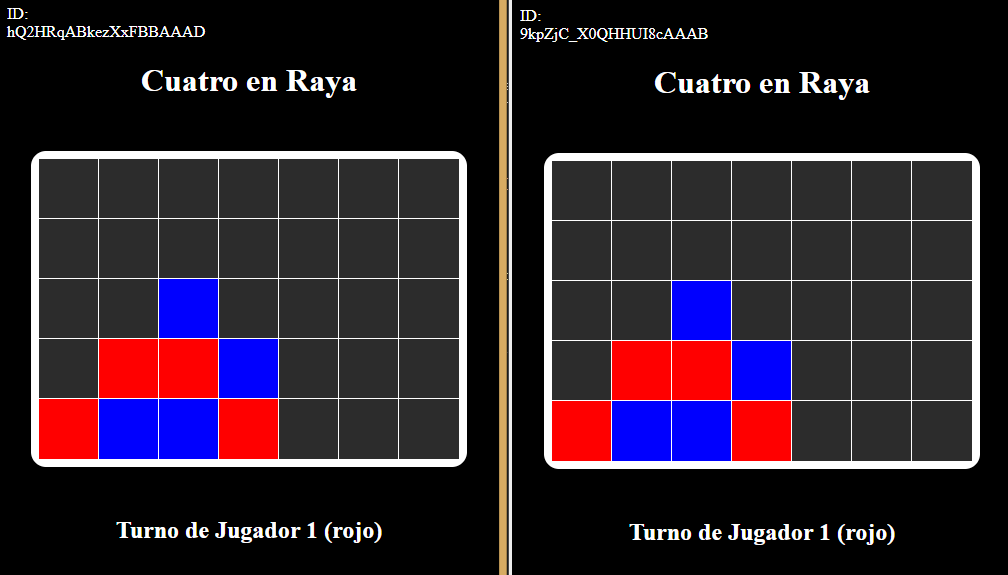 ID:
hQ2HRqABkezXxFBBAAAD
Cuatro en Raya
Turno de Jugador 1 (rojo)
ID:
9kpZjC_X0QHHUI8cAAAB
Cuatro en Raya
Turno de Jugador 1 (rojo)